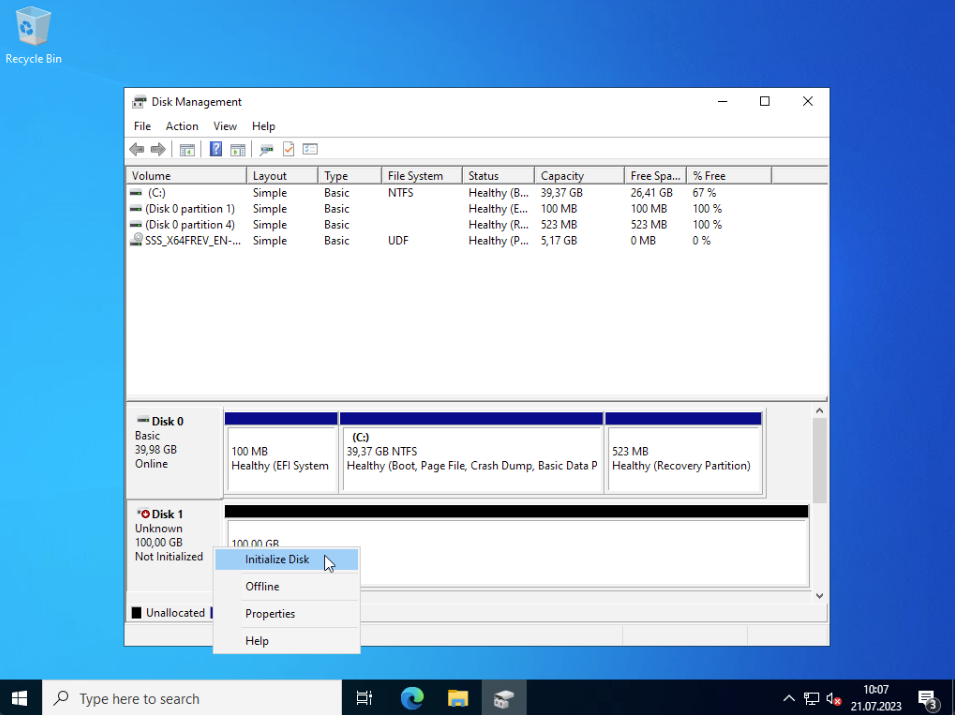 Recycle Bin
Disk Management
File Action View Help
Volume Layout Type File System Status Capacity Free Spa... % Free
(C:) Simple Basic NTFS Healthy (B... 39,37 GB 26,41 GB 67 %
(Disk 0 partition 1) Simple Basic Healthy (E... 100 MB 100 MB 100 %
(Disk 0 partition 4) Simple Basic Healthy (R... 523 MB 523 MB 100 %
SSS_X64FREV_EN-... Simple Basic UDF Healthy (P... 5,17 GB 0 MB 0 %
Disk 0
Basic
39,98 GB
Online
100 MB
Healthy (EFI System
(C:)
39,37 GB NTFS
Healthy (Boot, Page File, Crash Dump, Basic Data P
523 MB
Healthy (Recovery Partition)
Disk 1
Unknown
100,00 GB
Not Initialized
100,00 GB
Initialize Disk
Offline
Properties
Help
Unallocated
Type here to search
10:07
21.07.2023
3